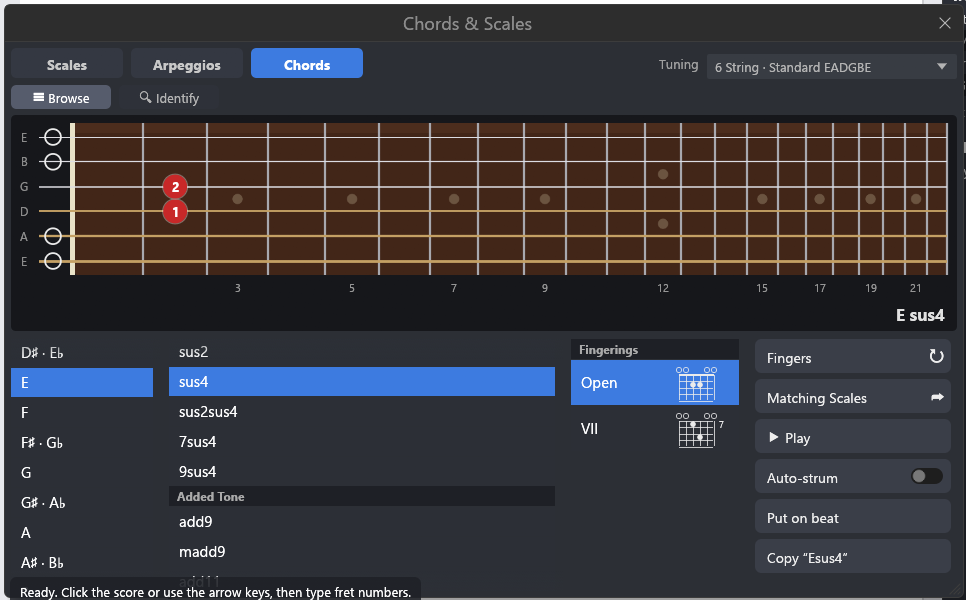 Chords & Scales
Scales
Arpeggios
Chords
Tuning
6 String · Standard EADGBE
Browse
Identify
E
B
G
D
A
E
2
1
3
5
7
9
12
15
17
19
21
E sus4
D♯ · E♭
E
F
F♯ · G♭
G
G♯ · A♭
A
A♯ · B♭
sus2
sus4
sus2sus4
7sus4
9sus4
Added Tone
add9
madd9
add11
Fingerings
Open
VII
7
Fingers
Matching Scales
Play
Auto-strum
Put on beat
Copy “Esus4”
Ready. Click the score or use the arrow keys, then type fret numbers.